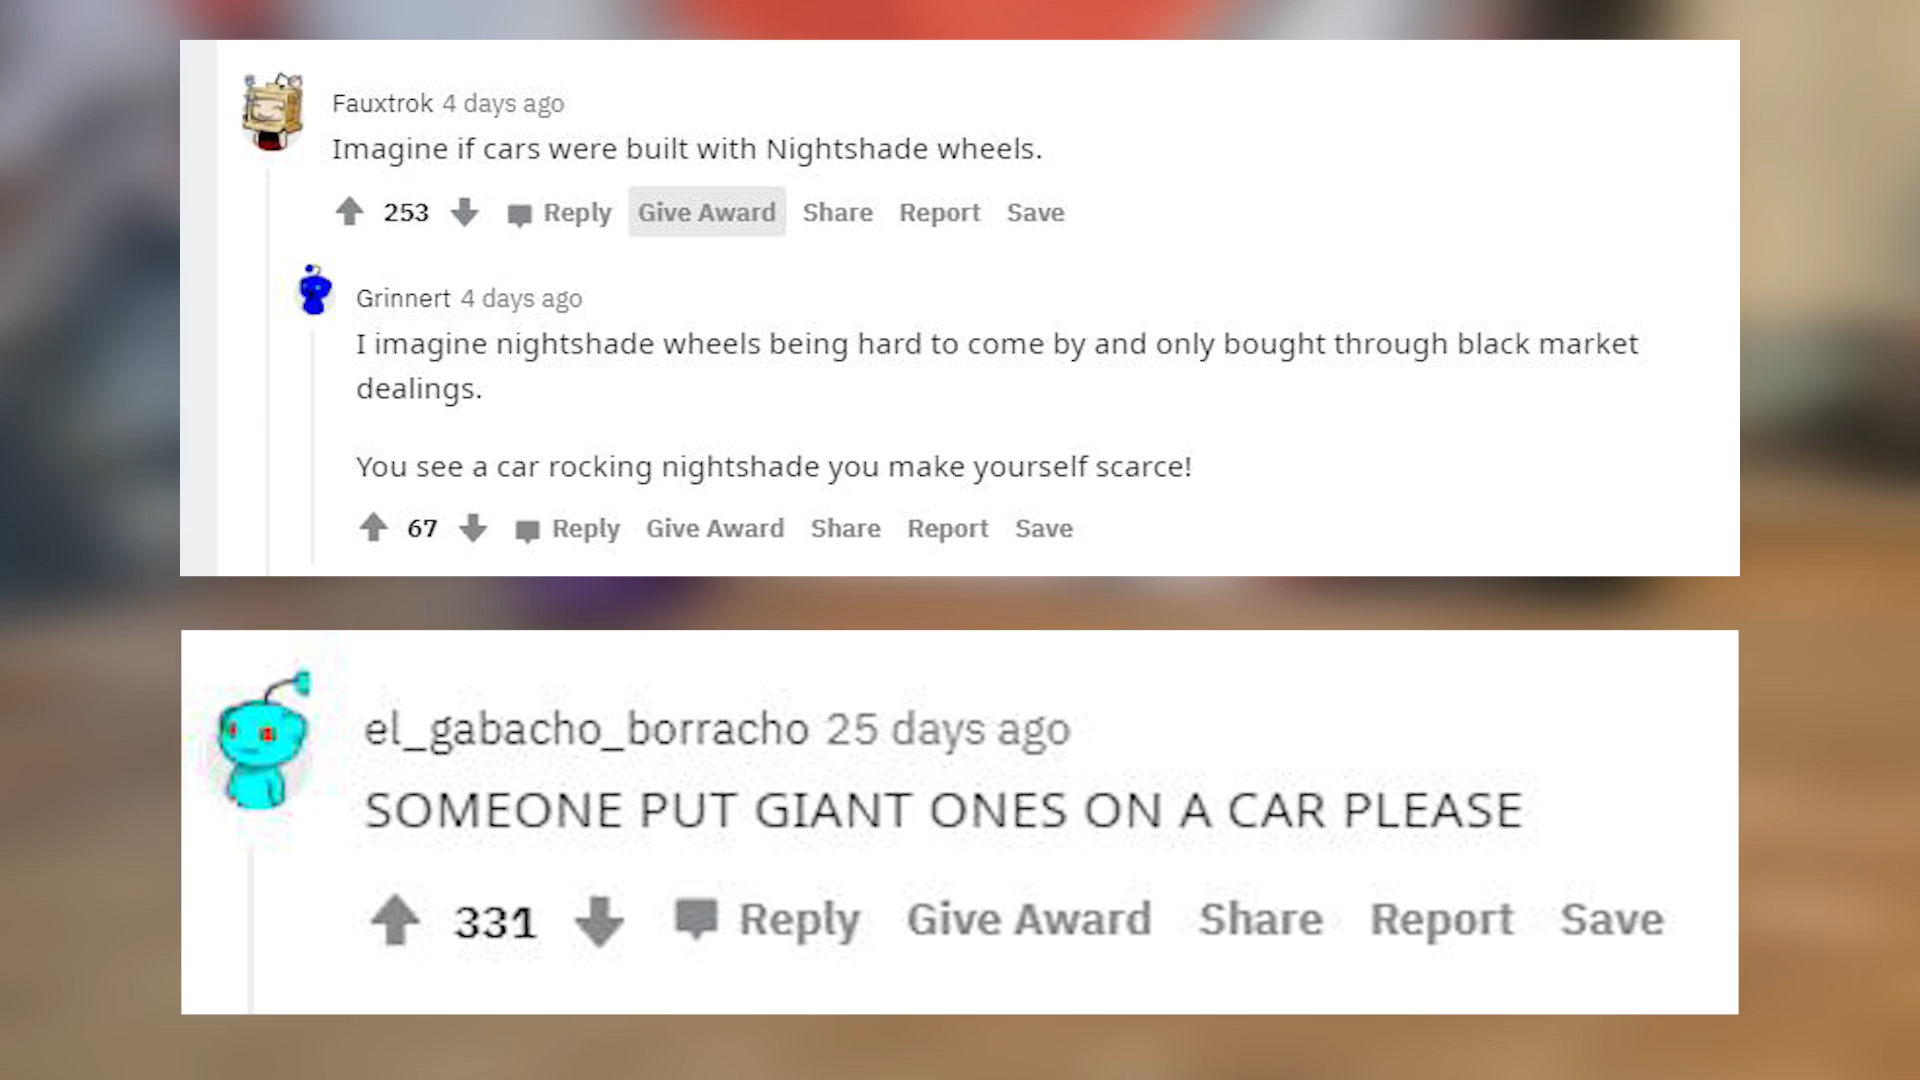 Fauxtrok 4 days ago
Imagine if cars were built with Nightshade wheels.
253 Reply Give Award Share Report Save
Grinnert 4 days ago
I imagine nightshade wheels being hard to come by and only bought through black market
dealings.
You see a car rocking nightshade you make yourself scarce!
67 Reply Give Award Share Report Save
el_gabacho_borracho 25 days ago
SOMEONE PUT GIANT ONES ON A CAR PLEASE
331 Reply Give Award Share Report Save